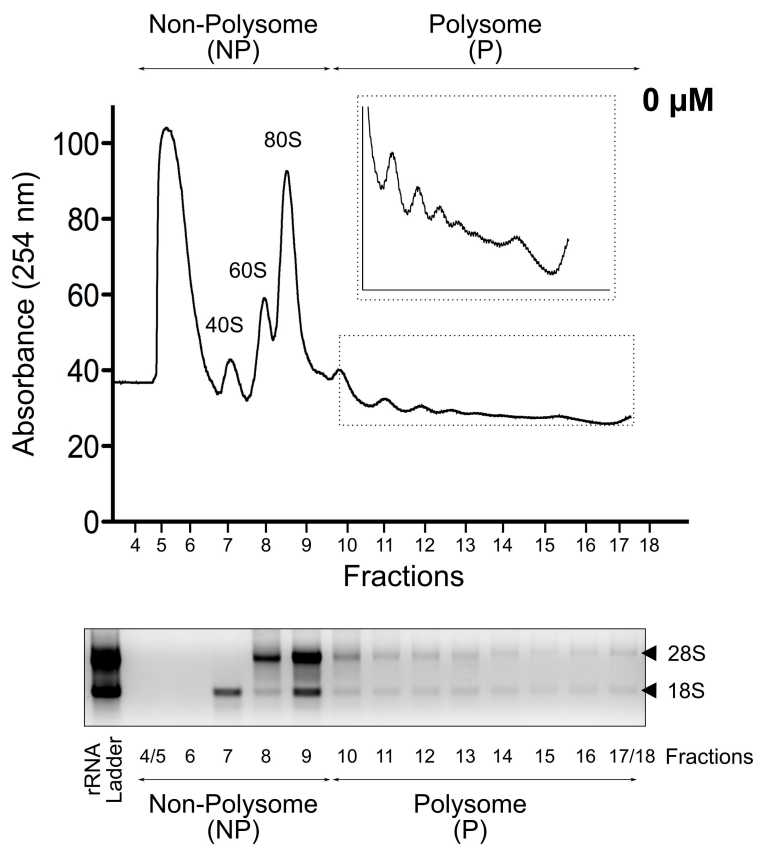 Non-Polysome
(NP)
Polysome
(P)
0 µM
Absorbance (254 nm)
100
80
60
40
20
0
80S
60S
40S
4 5 6 7 8 9 10 11 12 13 14 15 16 17 18
Fractions
28S
18S
rRNA
Ladder
4/5 6 7 8 9 10 11 12 13 14 15 16 17/18 Fractions
Non-Polysome
(NP)
Polysome
(P)